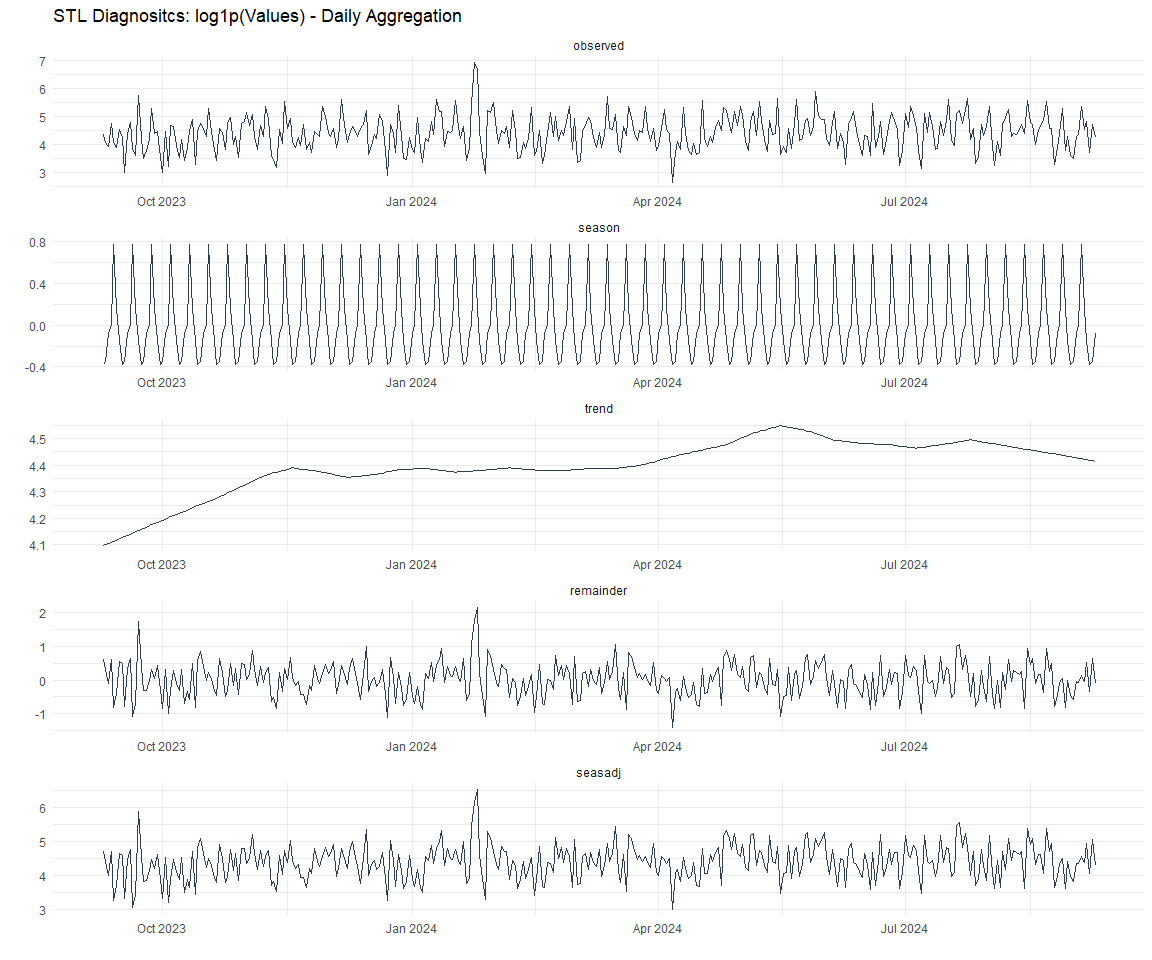 STL Diagnositcs: log1p(Values) - Daily Aggregation
observed
7
6
5
4
3
Oct 2023 Jan 2024 Apr 2024 Jul 2024
season
0.8
0.4
0.0
-0.4
Oct 2023 Jan 2024 Apr 2024 Jul 2024
trend
4.5
4.4
4.3
4.2
4.1
Oct 2023 Jan 2024 Apr 2024 Jul 2024
remainder
2
1
0
-1
Oct 2023 Jan 2024 Apr 2024 Jul 2024
seasadj
6
5
4
3
Oct 2023 Jan 2024 Apr 2024 Jul 2024